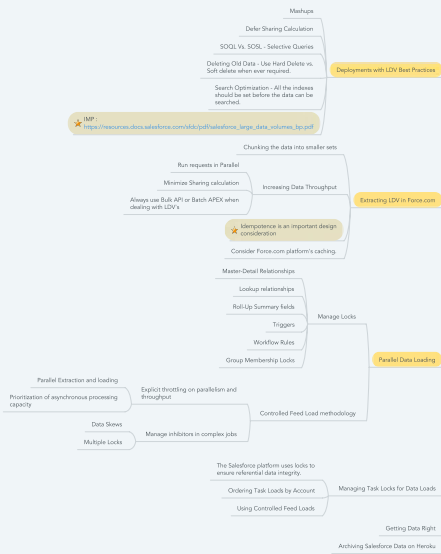 Mashups
Defer Sharing Calculation
SOQL Vs. SOSL - Selective Queries
Deleting Old Data - Use Hard Delete vs.
Soft delete when ever required.
Search Optimisation - All the indexes
should be set before the data can be
searched.
IMP :
https://resources.docs.salesforce.com/sfdc/pdf/salesforce_large_data_volumes_bp.pdf
Deployments with LDV Best Practices
Chunking the data into smaller sets
Run requests in Parallel
Minimize Sharing calculation
Always use Bulk API or Batch APEX when
dealing with LDV's
Increasing Data Throughput
Idempotence is an important design
consideration
Consider Force.com platform's caching.
Extracting LDV in Force.com
Master-Detail Relationships
Lookup relationships
Roll-Up Summary fields
Triggers
Workflow Rules
Group Membership Locks
Manage Locks
Parallel Data Loading
Parallel Extraction and loading
Prioritization of asynchronous processing
capacity
Explicit throttling on parallelism and
throughput
Data Skews
Multiple Locks
Manage inhibitors in complex jobs
Controlled Feed Load methodology
The Salesforce platform uses locks to
ensure referential data integrity.
Ordering Task Loads by Account
Using Controlled Feed Loads
Managing Task Locks for Data Loads
Getting Data Right
Archiving Salesforce Data on Heroku